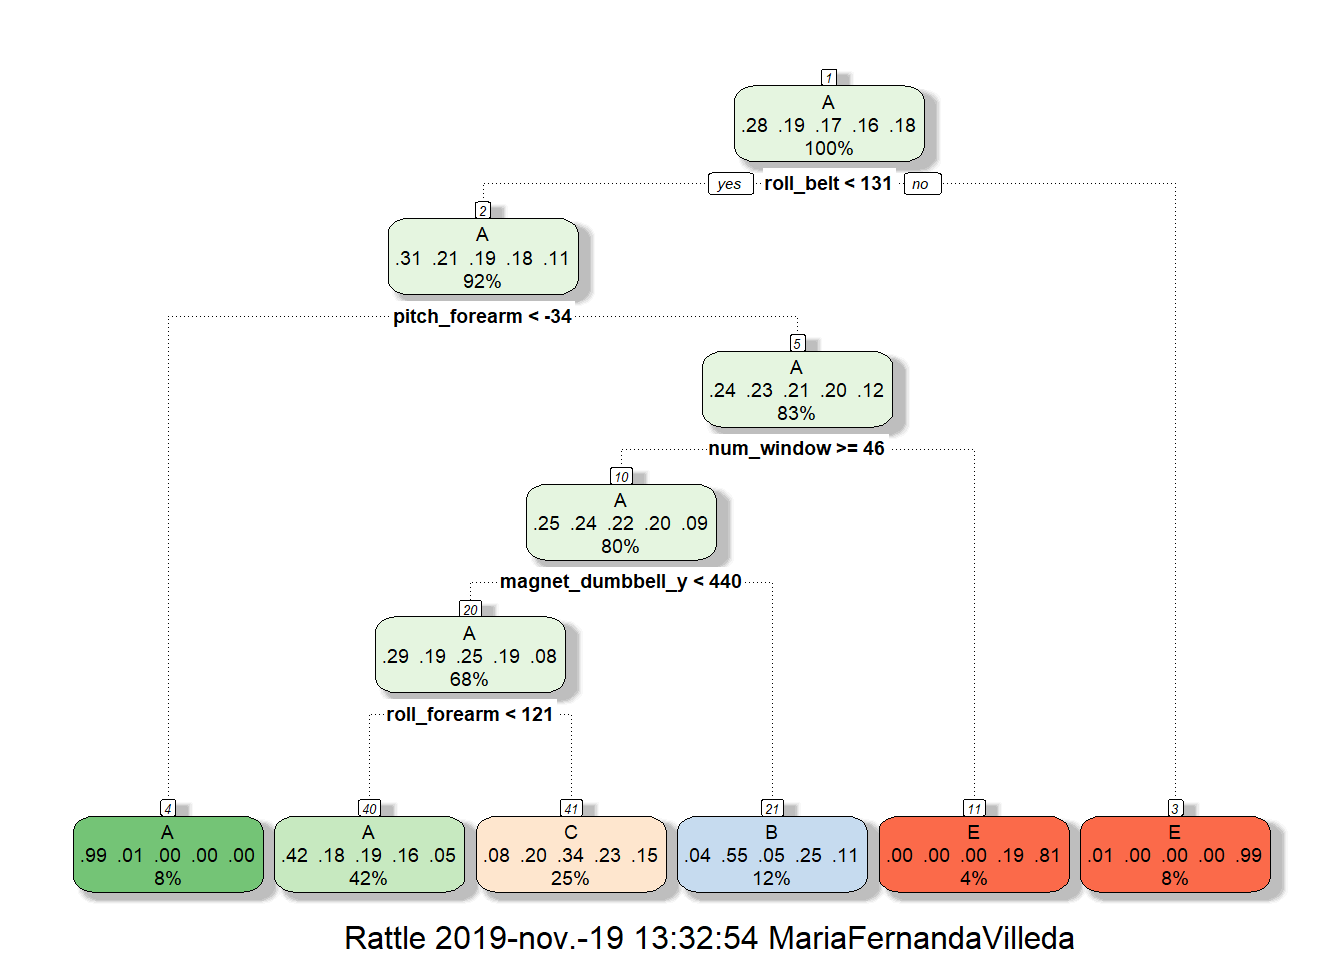 1
A
.28 .19 .17 .16 .18
100%
yes roll_belt < 131 no
2
A
.31 .21 .19 .18 .11
92%
pitch_forearm < -34
5
A
.24 .23 .21 .20 .12
83%
num_window >= 46
10
A
.25 .24 .22 .20 .09
80%
magnet_dumbbell_y < 440
20
A
.29 .19 .25 .19 .08
68%
roll_forearm < 121
4
A
.99 .01 .00 .00 .00
8%
40
A
.42 .18 .19 .16 .05
42%
41
C
.08 .20 .34 .23 .15
25%
21
B
.04 .55 .05 .25 .11
12%
11
E
.00 .00 .00 .19 .81
4%
3
E
.01 .00 .00 .00 .99
8%
Rattle 2019-nov.-19 13:32:54 MariaFernandaVilleda